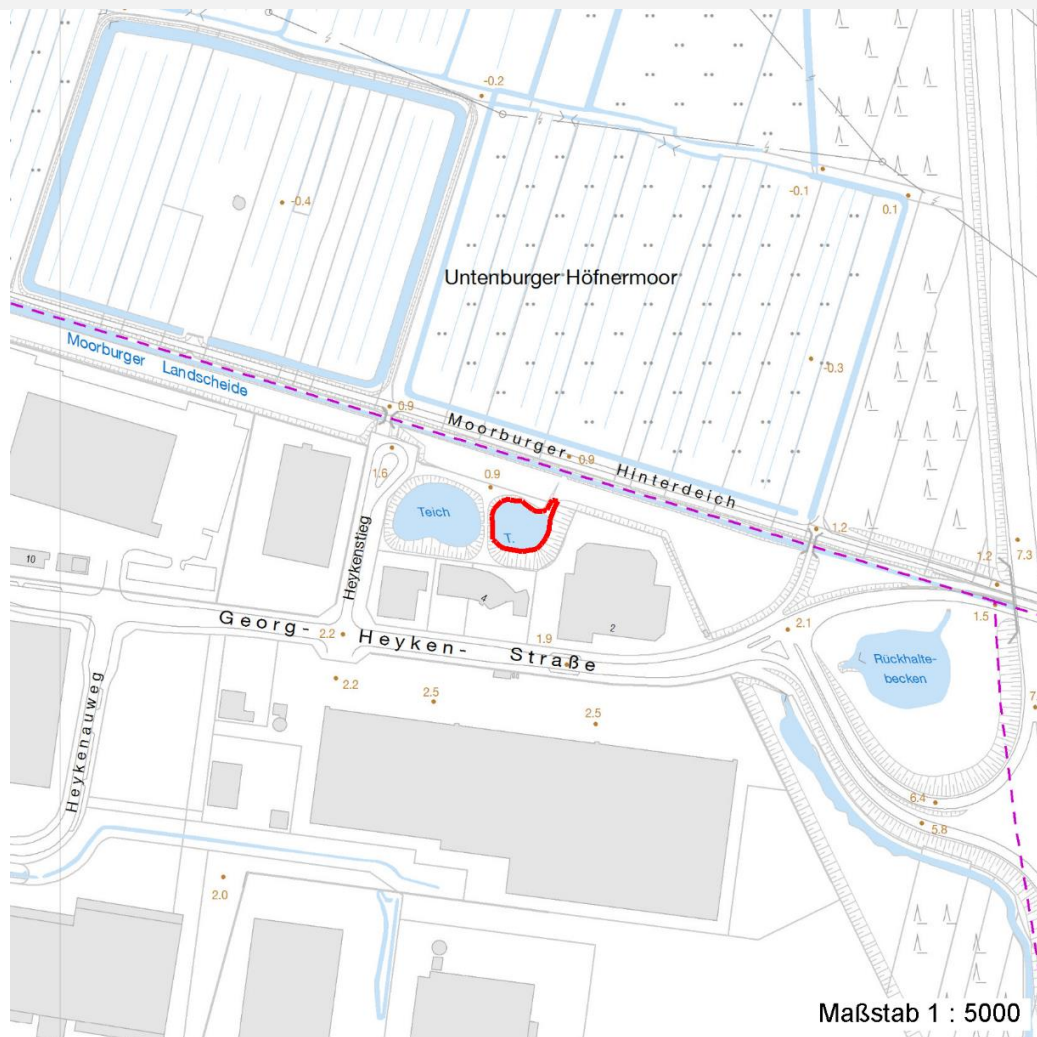 -0.2
-0.4
-0.1
0.1
Untenburger Höfnermoor
Moorburger Landscheide
-0.3
0.9
Moorburger Hinterdeich
0.9
1.6
0.9
Teich
T.
1.2
7.3
1.2
1.5
10
Heykenstieg
4
2
2.1
Georg- Heyken- Straße
2.2
1.9
Rückhalte-
becken
2.2
2.5
2.5
7.
Heykenauweg
6.4
5.8
2.0
Maßstab 1 : 5000